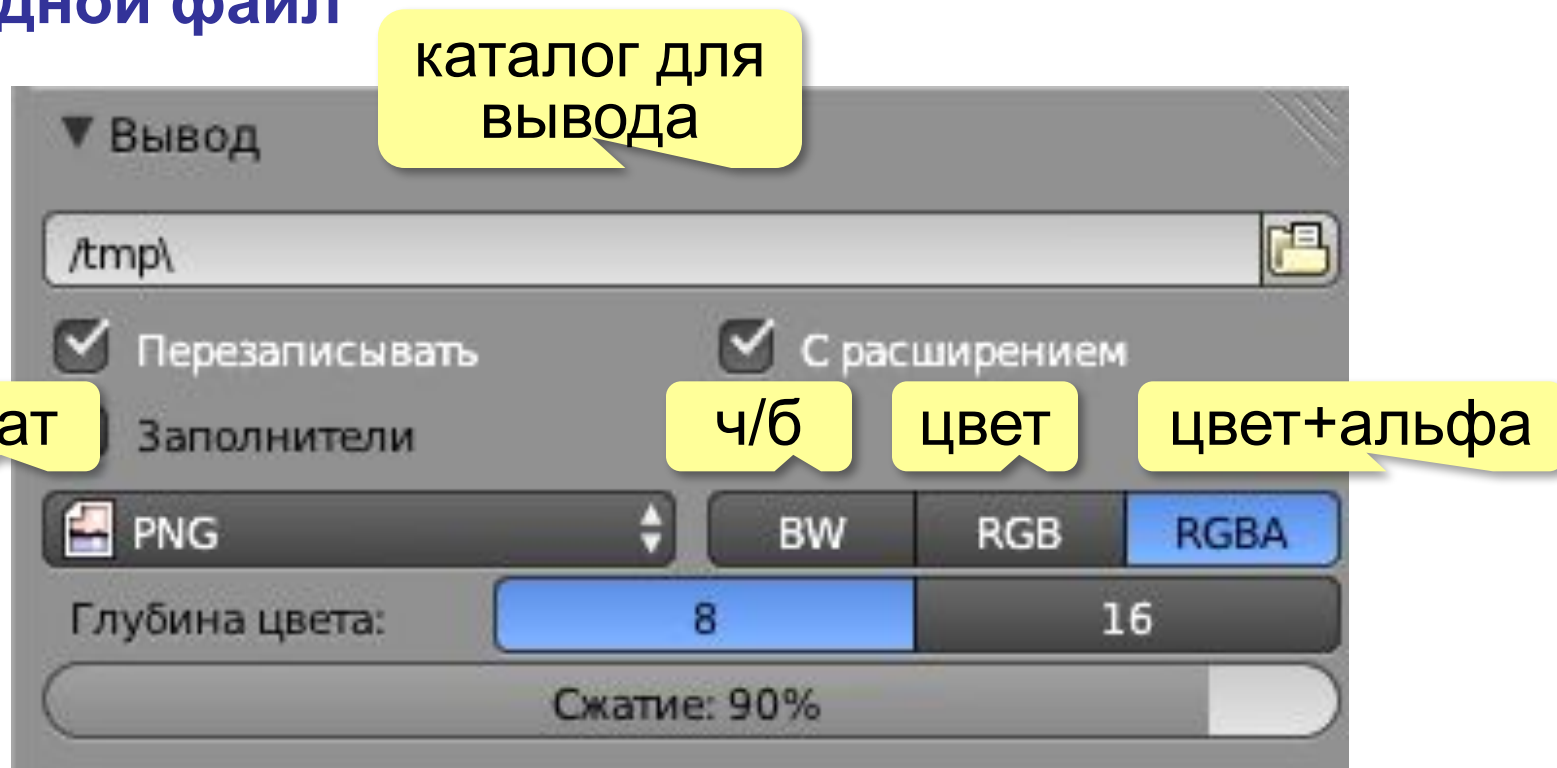 дной файл
каталог для
вывода
Вывод
/tmp\
Перезаписывать
С расширением
ат
Заполнители
ч/б
цвет
цвет+альфа
PNG
BW
RGB
RGBA
Глубина цвета:
8
16
Сжатие: 90%